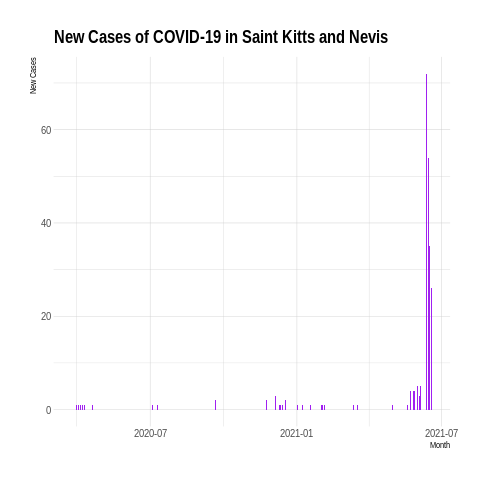 New Cases of COVID-19 in Saint Kitts and Nevis
New Cases
60
40
20
0
2020-07
2021-01
2021-07
Month